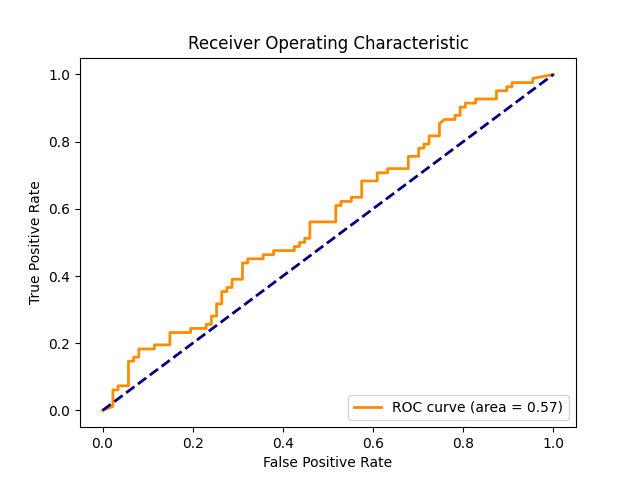 Receiver Operating Characteristic
True Positive Rate
1.0
0.8
0.6
0.4
0.2
0.0
ROC curve (area = 0.57)
0.0 0.2 0.4 0.6 0.8 1.0
False Positive Rate